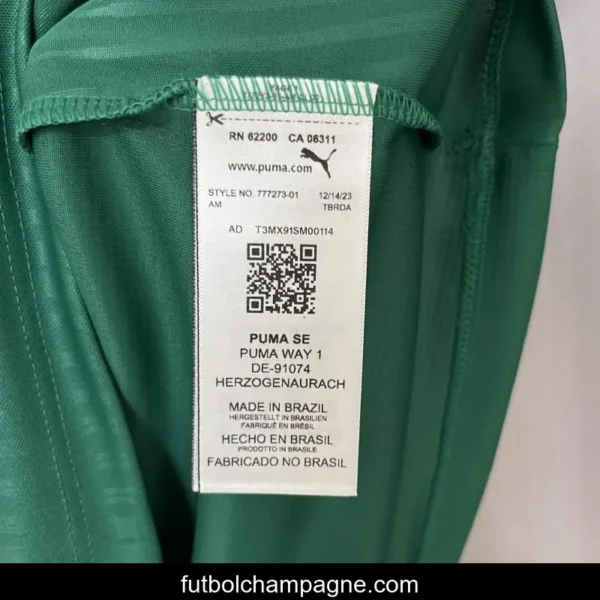 RN 62200 CA 06311
www.puma.com
STYLE NO. 777273-01 12/14/23
AM TBRDA
AD T3MX91SM00114
PUMA SE
PUMA WAY 1
DE-91074
HERZOGENAURACH
MADE IN BRAZIL
HERGESTELLT IN BRASILIEN
FABRIQUÉ EN BRÉSIL
HECHO EN BRASIL
PRODOTTO IN BRASILE
FABRICADO NO BRASIL
futbolchampagne.com